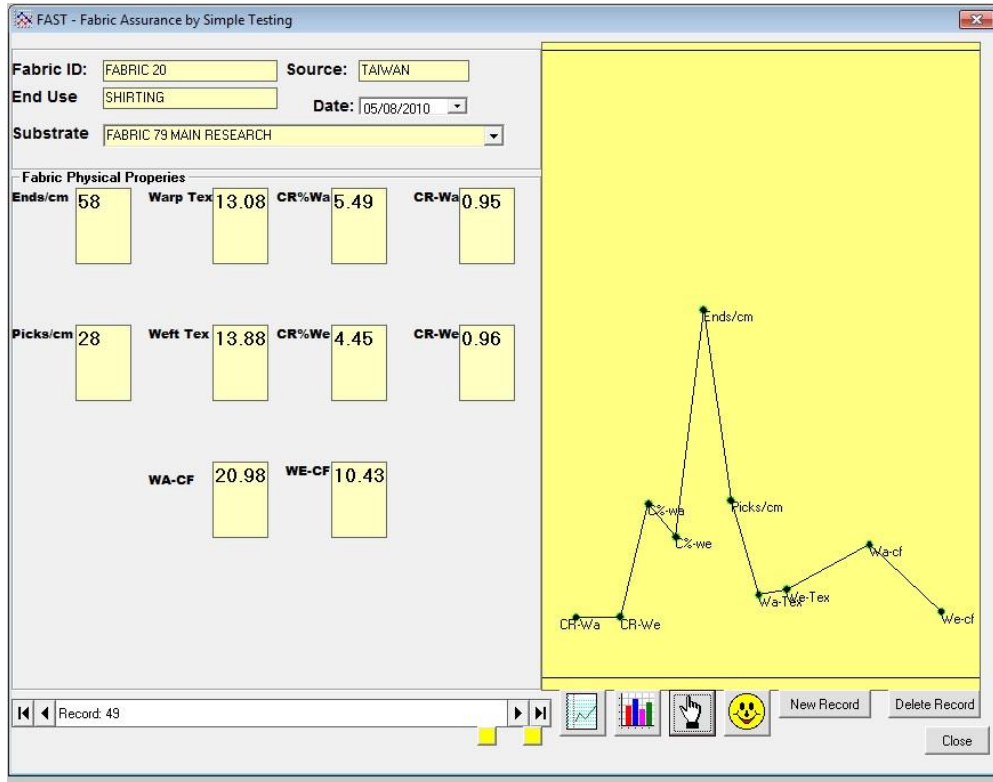 FAST - Fabric Assurance by Simple Testing
Fabric ID: FABRIC 20 Source: TAIWAN
End Use SHIRTING Date: 05/08/2010
Substrate FABRIC 79 MAIN RESEARCH
Fabric Physical Properies
Ends/cm 58 Warp Tex 13.08 CR%Wa 5.49 CR-Wa 0.95
Picks/cm 28 Weft Tex 13.88 CR%We 4.45 CR-We 0.96
WA-CF 20.98 WE-CF 10.43
Ends/cm
C%-wa
Picks/cm
C%-we
Wa-cf
Wa-Tex
We-Tex
We-cf
CR-Wa
CR-We
Record: 49
New Record
Delete Record
Close